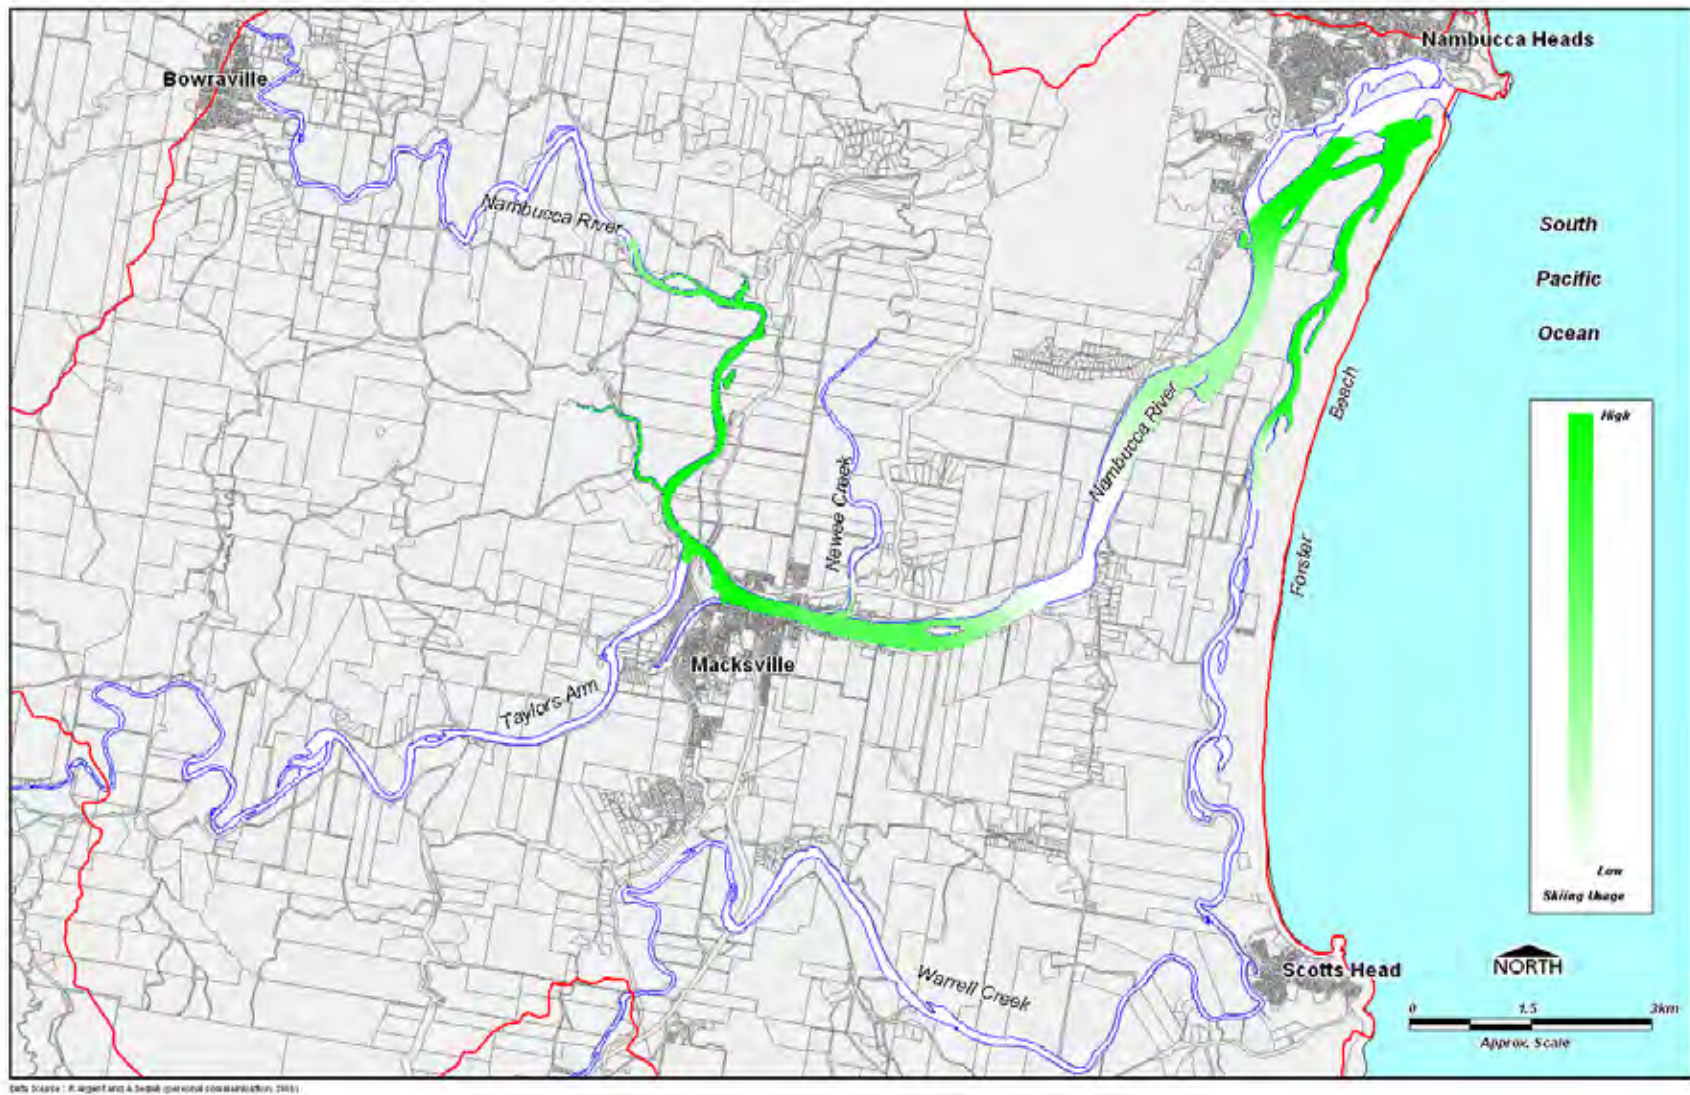 Nambucca Heads
Bowraville
Nambucca River
South
Pacific
Ocean
Beach
High
Nambucca River
Newee Creek
Forster
Macksville
Taylors Arm
Low
Skiing Usage
Warrell Creek
Scotts Head
NORTH
0 1.5 3km
Approx. Scale